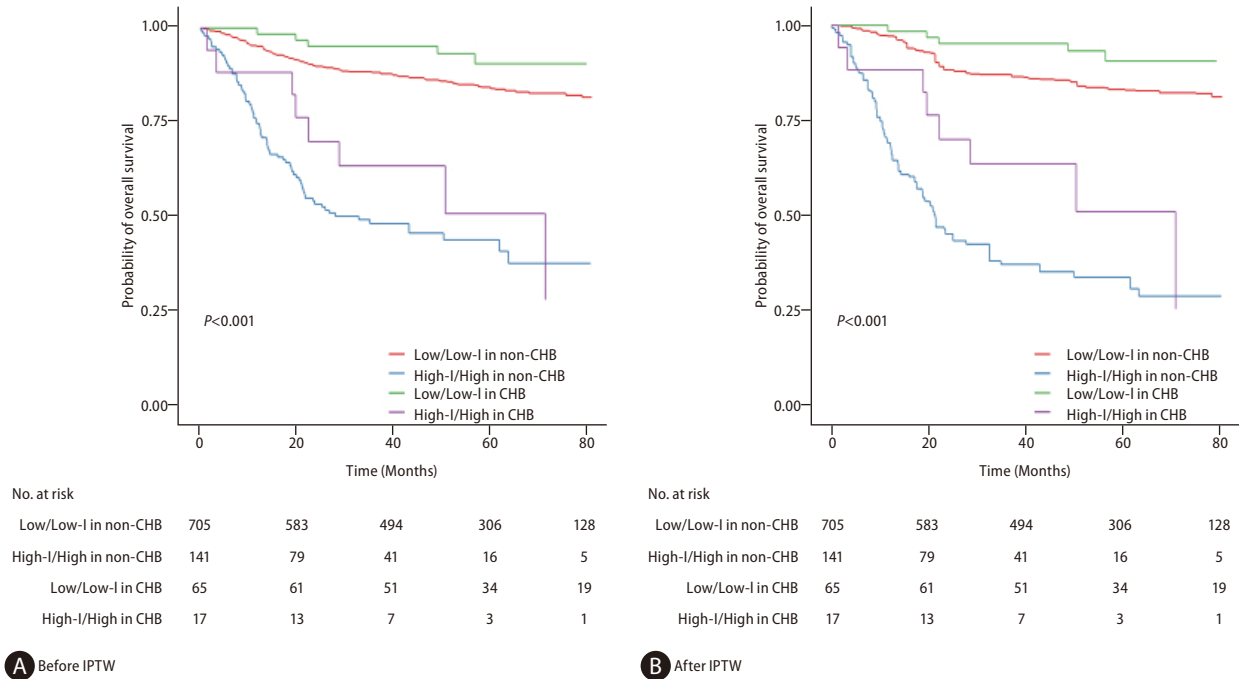 1.00
0.75
0.50
0.25
0.00
Probability of overall survival
P<0.001
Low/Low-I in non-CHB
High-I/High in non-CHB
Low/Low-I in CHB
High-I/High in CHB
0 20 40 60 80
Time (Months)
No. at risk
Low/Low-I in non-CHB 705 583 494 306 128
High-I/High in non-CHB 141 79 41 16 5
Low/Low-I in CHB 65 61 51 34 19
High-I/High in CHB 17 13 7 3 1
A Before IPTW
1.00
0.75
0.50
0.25
0.00
Probability of overall survival
P<0.001
Low/Low-I in non-CHB
High-I/High in non-CHB
Low/Low-I in CHB
High-I/High in CHB
0 20 40 60 80
Time (Months)
No. at risk
Low/Low-I in non-CHB 705 583 494 306 128
High-I/High in non-CHB 141 79 41 16 5
Low/Low-I in CHB 65 61 51 34 19
High-I/High in CHB 17 13 7 3 1
B After IPTW